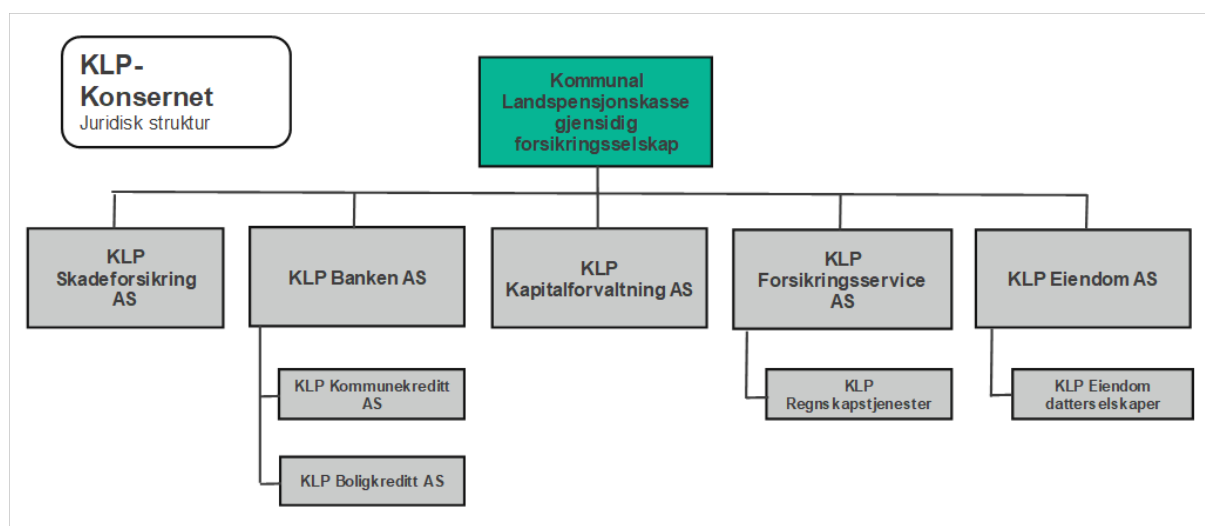 KLP-
Konsernet
Juridisk struktur
Kommunal
Landspensjonskasse
gjensidig
forsikringsselskap
KLP
Skadeforsikring
AS
KLP Banken AS
KLP
Kapitalforvaltning AS
KLP
Forsikringsservice
AS
KLP Eiendom AS
KLP Kommunekreditt
AS
KLP
Regnskapstjenester
KLP Eiendom
datterselskaper
KLP Boligkreditt AS